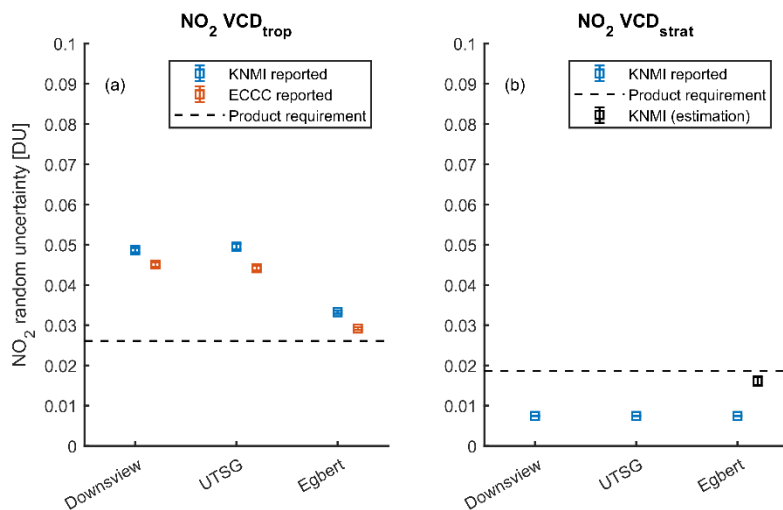 NO2 VCDtrop
NO2 random uncertainty [DU]
0.1
0.09
0.08
0.07
0.06
0.05
0.04
0.03
0.02
0.01
0
(a)
KNMI reported
ECCC reported
Product requirement
Downsview
UTSG
Egbert
NO2 VCDstrat
0.1
0.09
0.08
0.07
0.06
0.05
0.04
0.03
0.02
0.01
0
(b)
KNMI reported
Product requirement
KNMI (estimation)
Downsview
UTSG
Egbert